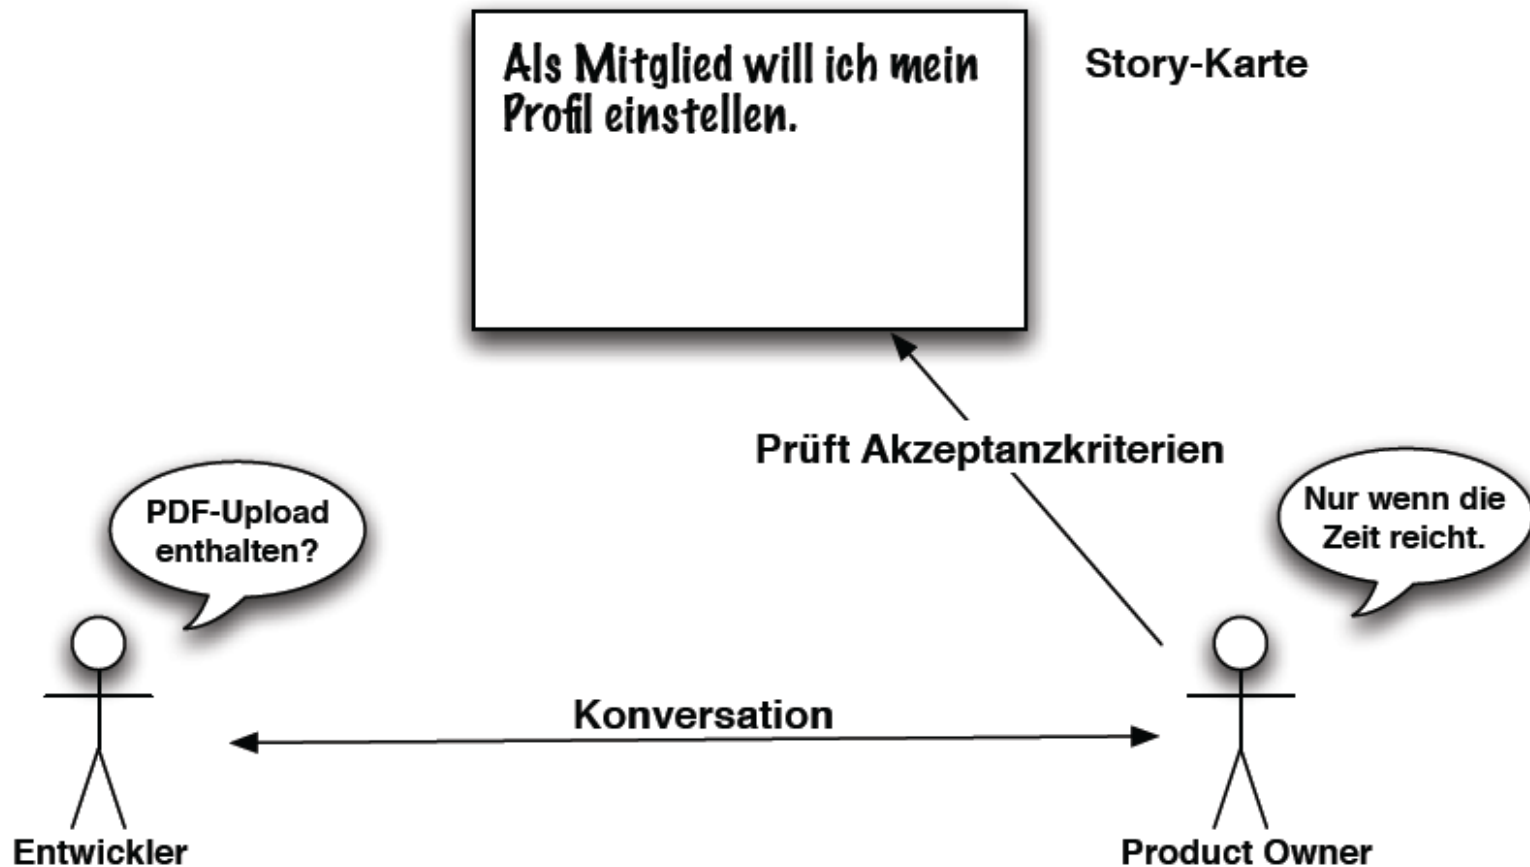 Als Mitglied will ich mein
Profil einstellen.
Story-Karte
Prüft Akzeptanzkriterien
PDF-Upload
enthalten?
Nur wenn die
Zeit reicht.
Konversation
Entwickler
Product Owner